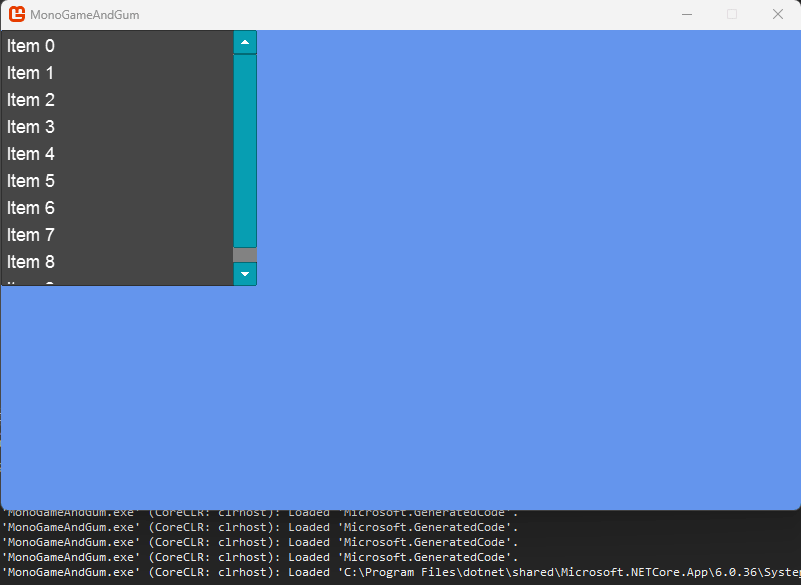 MonoGameAndGum
Item 0
Item 1
Item 2
Item 3
Item 4
Item 5
Item 6
Item 7
Item 8
'MonoGameAndGum.exe' (CoreCLR: clrhost): Loaded 'Microsoft.GeneratedCode'.
'MonoGameAndGum.exe' (CoreCLR: clrhost): Loaded 'Microsoft.GeneratedCode'.
'MonoGameAndGum.exe' (CoreCLR: clrhost): Loaded 'Microsoft.GeneratedCode'.
'MonoGameAndGum.exe' (CoreCLR: clrhost): Loaded 'Microsoft.GeneratedCode'.
'MonoGameAndGum.exe' (CoreCLR: clrhost): Loaded 'C:\Program Files\dotnet\shared\Microsoft.NETCore.App\6.0.36\System